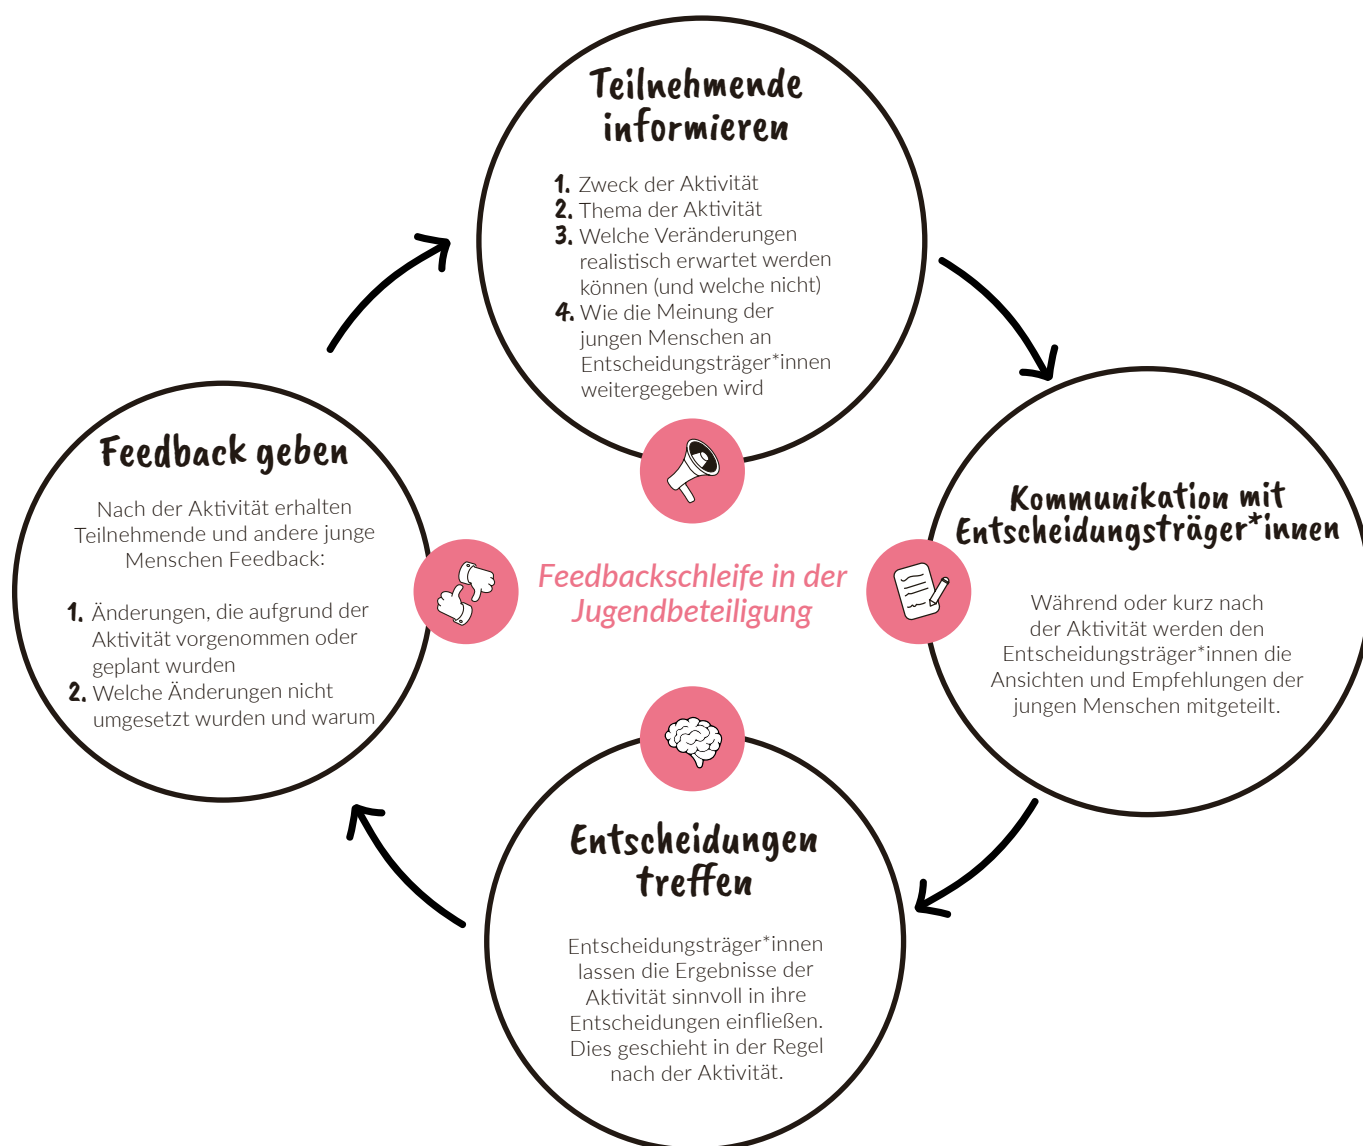 Teilnehmende
informieren
1. Zweck der Aktivität
2. Thema der Aktivität
3. Welche Veränderungen
realistisch erwartet werden
können (und welche nicht)
4. Wie die Meinung der
jungen Menschen an
Entscheidungsträger*innen
weitergegeben wird
Kommunikation mit
Entscheidungsträger*innen
Während oder kurz nach
der Aktivität werden den
Entscheidungsträger*innen die
Ansichten und Empfehlungen der
jungen Menschen mitgeteilt.
Entscheidungen
treffen
Entscheidungsträger*innen
lassen die Ergebnisse der
Aktivität sinnvoll in ihre
Entscheidungen einfließen.
Dies geschieht in der Regel
nach der Aktivität.
Feedback geben
Nach der Aktivität erhalten
Teilnehmende und andere junge
Menschen Feedback:
1. Änderungen, die aufgrund der
Aktivität vorgenommen oder
geplant wurden
2. Welche Änderungen nicht
umgesetzt wurden und warum
Feedbackschleife in der
Jugendbeteiligung